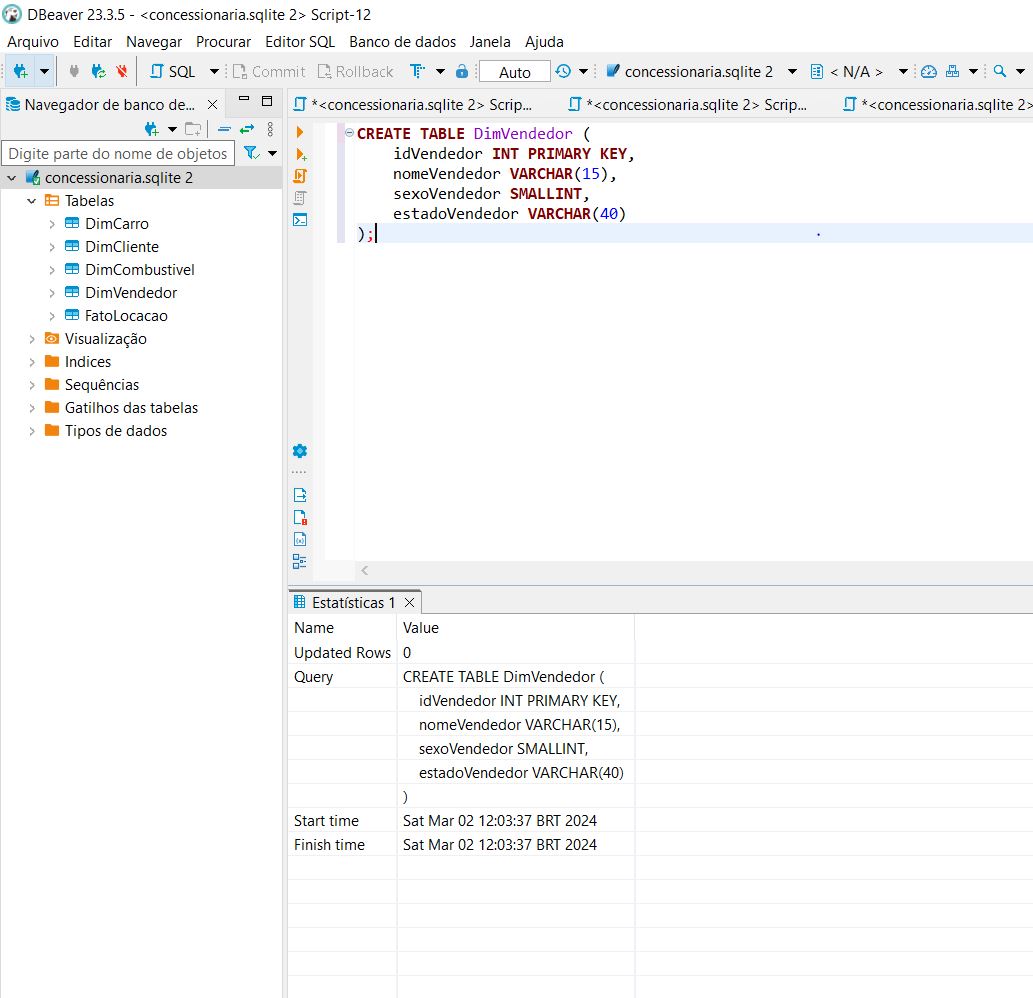 DBeaver 23.3.5 - <concessionaria.sqlite 2> Script-12
Arquivo Editar Navegar Procurar Editor SQL Banco de dados Janela Ajuda
SQL Commit Rollback Auto concessionaria.sqlite 2 < N/A >
Navegador de banco de...
Digite parte do nome de objetos
concessionaria.sqlite 2
Tabelas
DimCarro
DimCliente
DimCombustivel
DimVendedor
FatoLocacao
Visualização
Indices
Sequências
Gatilhos das tabelas
Tipos de dados
*<concessionaria.sqlite 2> Scrip... *<concessionaria.sqlite 2> Scrip... *<concessionaria.sqlite 2>
CREATE TABLE DimVendedor (
idVendedor INT PRIMARY KEY,
nomeVendedor VARCHAR(15),
sexoVendedor SMALLINT,
estadoVendedor VARCHAR(40)
);
Estatísticas 1
Name Value
Updated Rows 0
Query CREATE TABLE DimVendedor (
idVendedor INT PRIMARY KEY,
nomeVendedor VARCHAR(15),
sexoVendedor SMALLINT,
estadoVendedor VARCHAR(40)
)
Start time Sat Mar 02 12:03:37 BRT 2024
Finish time Sat Mar 02 12:03:37 BRT 2024